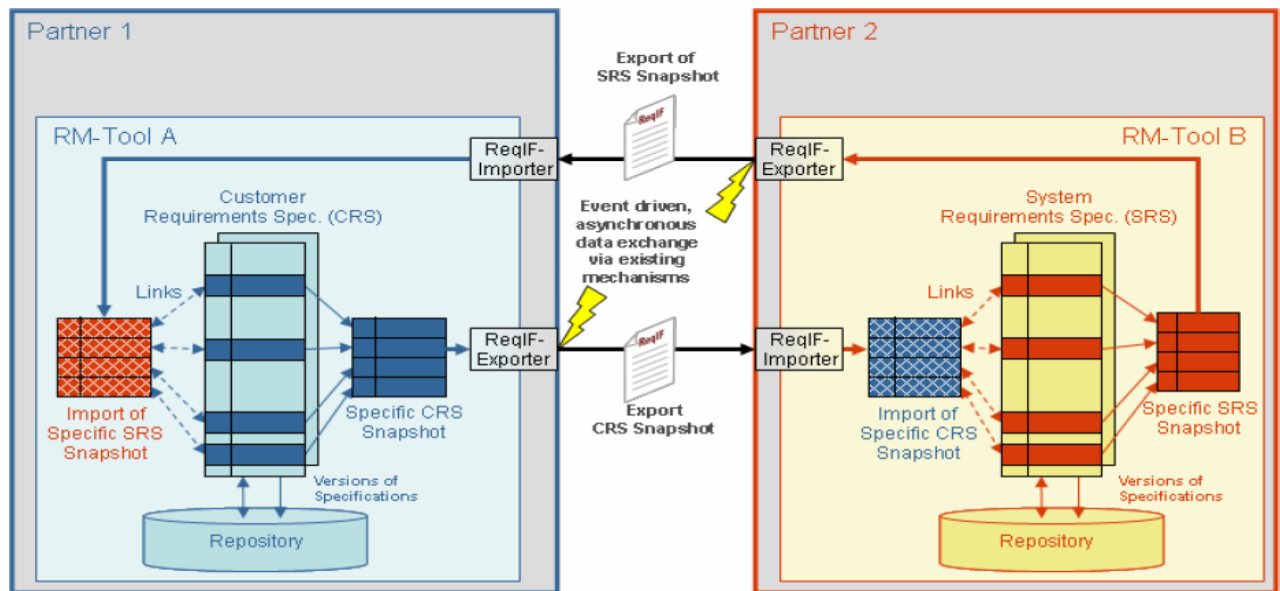 Partner 1
RM-Tool A
Customer
Requirements Spec. (CRS)
Links
Import of
Specific SRS
Snapshot
Specific CRS
Snapshot
Versions of
Specifications
Repository
ReqIF-
Importer
ReqIF-
Exporter
Export of
SRS Snapshot
ReqIF
Event driven,
asynchronous
data exchange
via existing
mechanisms
ReqIF
Export
CRS Snapshot
Partner 2
RM-Tool B
ReqIF-
Exporter
ReqIF-
Importer
System
Requirements Spec. (SRS)
Links
Import of
Specific CRS
Snapshot
Specific SRS
Snapshot
Versions of
Specifications
Repository